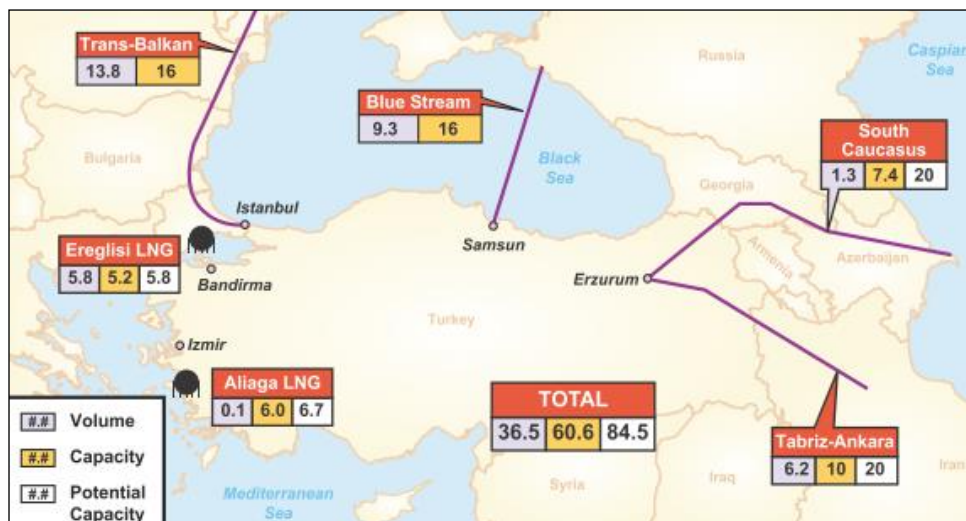 Trans-Balkan
13.8 16
Russia
Caspian
Sea
Blue Stream
9.3 16
South
Caucasus
1.3 7.4 20
Bulgaria
Black
Sea
Georgia
Istanbul
Samsun
Armenia
Azerbaijan
Ereglisi LNG
5.8 5.2 5.8
Bandirma
Erzurum
Turkey
Izmir
Aliaga LNG
0.1 6.0 6.7
TOTAL
36.5 60.6 84.5
Tabriz-Ankara
6.2 10 20
#.# Volume
#.# Capacity
#.# Potential
Capacity
Mediterranean
Sea
Syria
Iraq
Iran